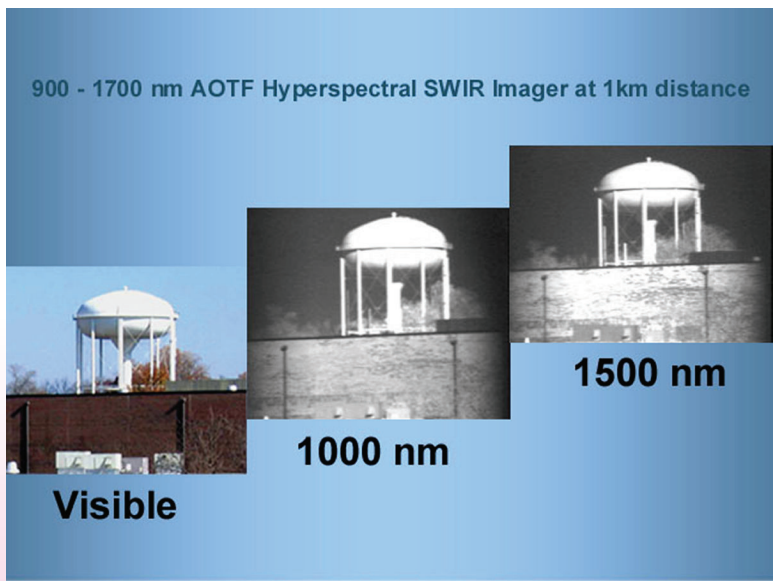 900 - 1700 nm AOTF Hyperspectral SWIR Imager at 1km distance
1500 nm
1000 nm
Visible